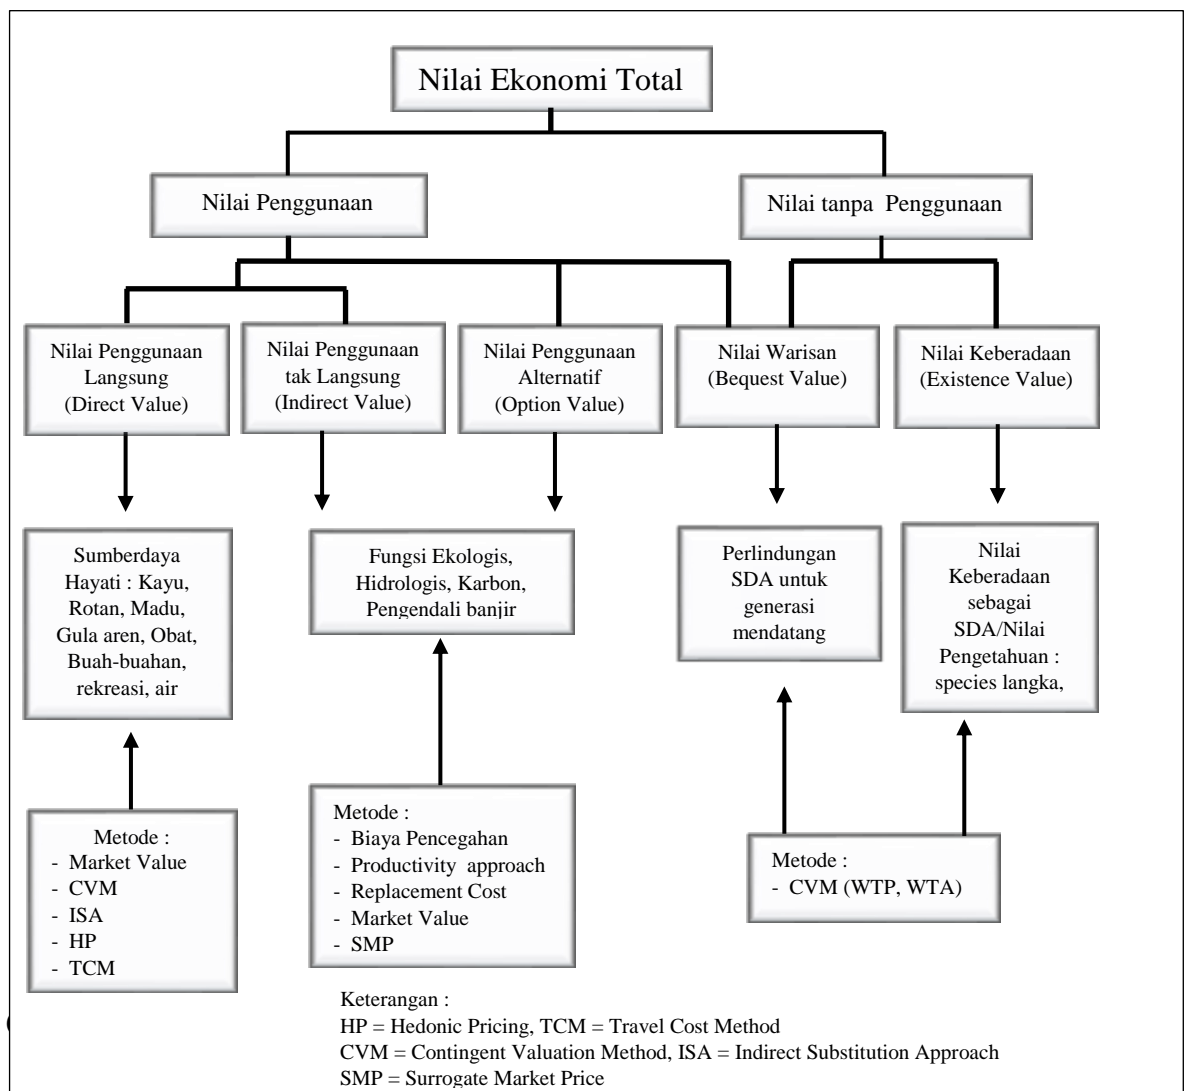 Nilai Ekonomi Total
Nilai Penggunaan
Nilai tanpa Penggunaan
Nilai Penggunaan
Langsung
(Direct Value)
Nilai Penggunaan
tak Langsung
(Indirect Value)
Nilai Penggunaan
Alternatif
(Option Value)
Nilai Warisan
(Bequest Value)
Nilai Keberadaan
(Existence Value)
Sumberdaya
Hayati : Kayu,
Rotan, Madu,
Gula aren, Obat,
Buah-buahan,
rekreasi, air
Fungsi Ekologis,
Hidrologis, Karbon,
Pengendali banjir
Perlindungan
SDA untuk
generasi
mendatang
Nilai
Keberadaan
sebagai
SDA/Nilai
Pengetahuan :
species langka,
Metode :
- Market Value
- CVM
- ISA
- HP
- TCM
Metode :
- Biaya Pencegahan
- Productivity approach
- Replacement Cost
- Market Value
- SMP
Metode :
- CVM (WTP, WTA)
Keterangan :
HP = Hedonic Pricing, TCM = Travel Cost Method
CVM = Contingent Valuation Method, ISA = Indirect Substitution Approach
SMP = Surrogate Market Price